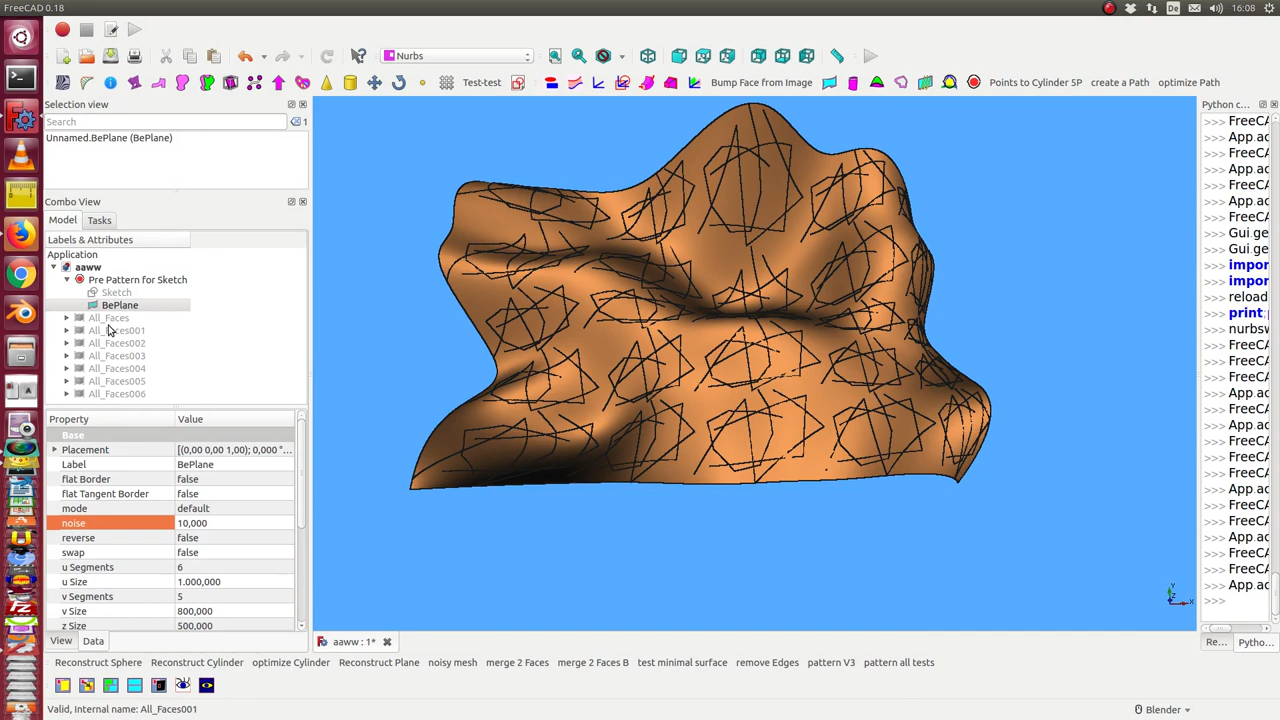 FreeCAD 0.18
De
16:08
Nurbs
Test-test
Bump Face from Image
Points to Cylinder 5P
create a Path
optimize Path
Selection view
Search
1
Unnamed.BePlane (BePlane)
Combo View
Model
Tasks
Labels & Attributes
Application
aaww
Pre Pattern for Sketch
Sketch
BePlane
All_Faces
All_Faces001
All_Faces002
All_Faces003
All_Faces004
All_Faces005
All_Faces006
Property
Value
Base
Placement
[(0,00 0,00 1,00); 0,000 °...
Label
BePlane
flat Border
false
flat Tangent Border
false
mode
default
noise
10,000
reverse
false
swap
false
u Segments
6
u Size
1.000,000
v Segments
5
v Size
800,000
z Size
500,000
View
Data
aaww : 1*
Y
Z
X
Python c...
>>> FreeCA
>>> App.ac
>>> FreeCA
>>> App.ac
>>> FreeCA
>>> App.ac
>>> FreeCA
>>> Gui.ge
>>> Gui.ge
>>> impor
>>> impor
>>> reload
>>> print
>>> nurbsw
>>> FreeCA
>>> FreeCA
>>> FreeCA
>>> App.ac
>>> FreeCA
>>> App.ac
>>> FreeCA
>>> FreeCA
>>> FreeCA
>>> App.ac
>>> FreeCA
>>> FreeCA
>>> App.ac
>>> FreeCA
>>> FreeCA
>>> App.ac
>>>
Re...
Pytho...
Reconstruct Sphere
Reconstruct Cylinder
optimize Cylinder
Reconstruct Plane
noisy mesh
merge 2 Faces
merge 2 Faces B
test minimal surface
remove Edges
pattern V3
pattern all tests
Valid, Internal name: All_Faces001
Blender